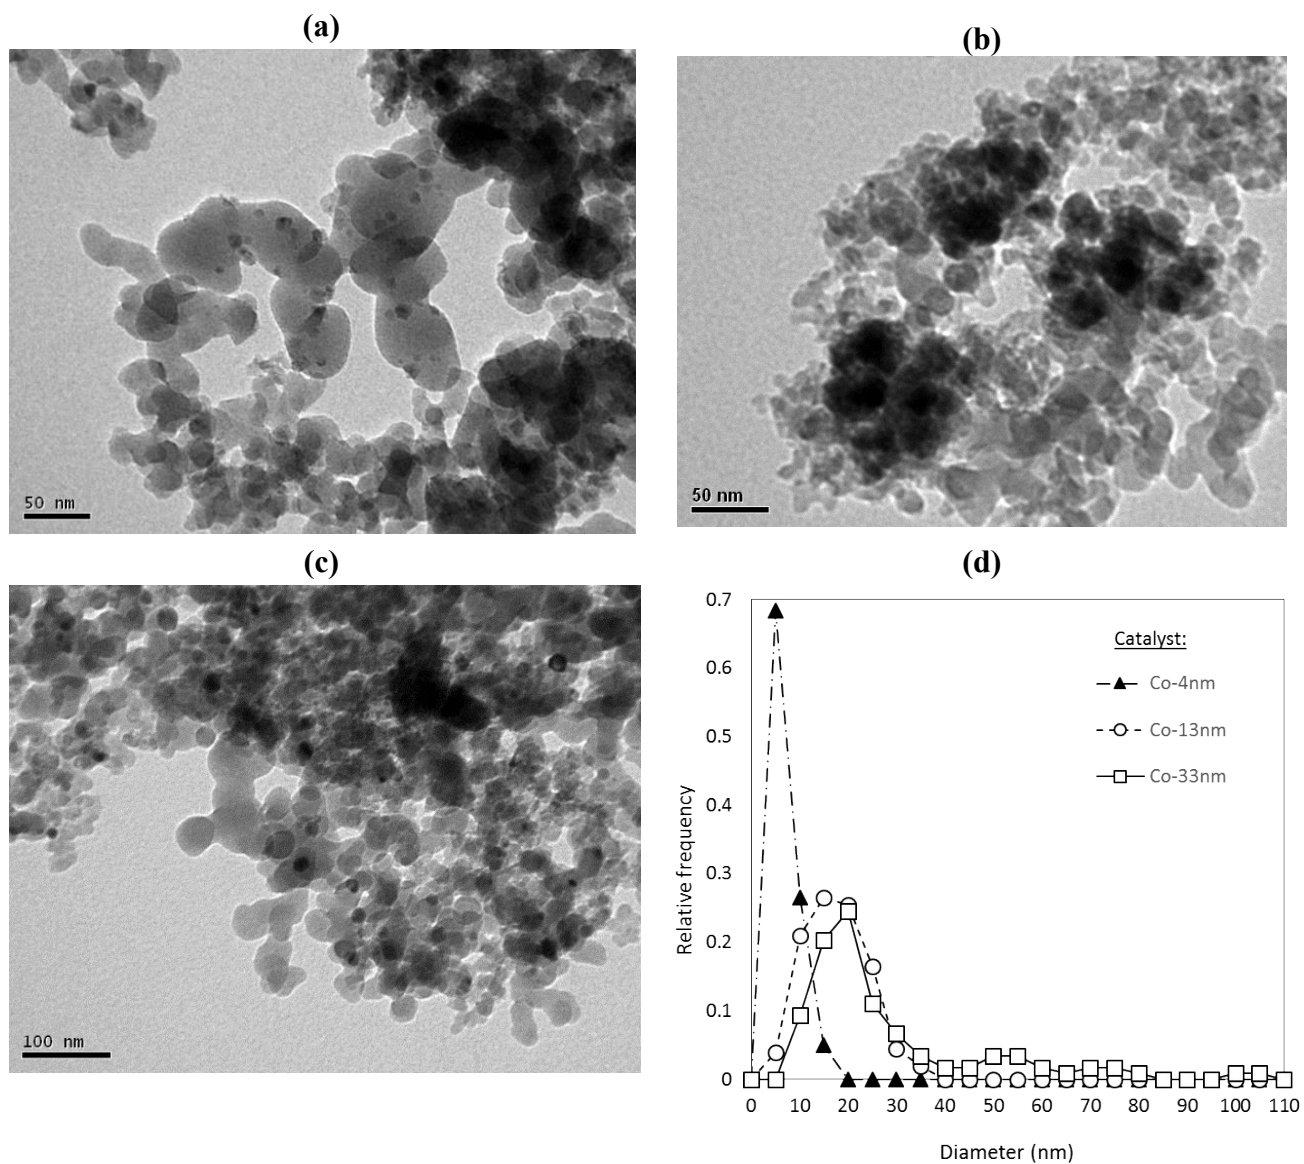 (a)
(b)
50 nm
50 nm
(c)
(d)
100 nm
Relative frequency
0.7
0.6
0.5
0.4
0.3
0.2
0.1
0
Catalyst:
Co-4nm
Co-13nm
Co-33nm
0 10 20 30 40 50 60 70 80 90 100 110
Diameter (nm)